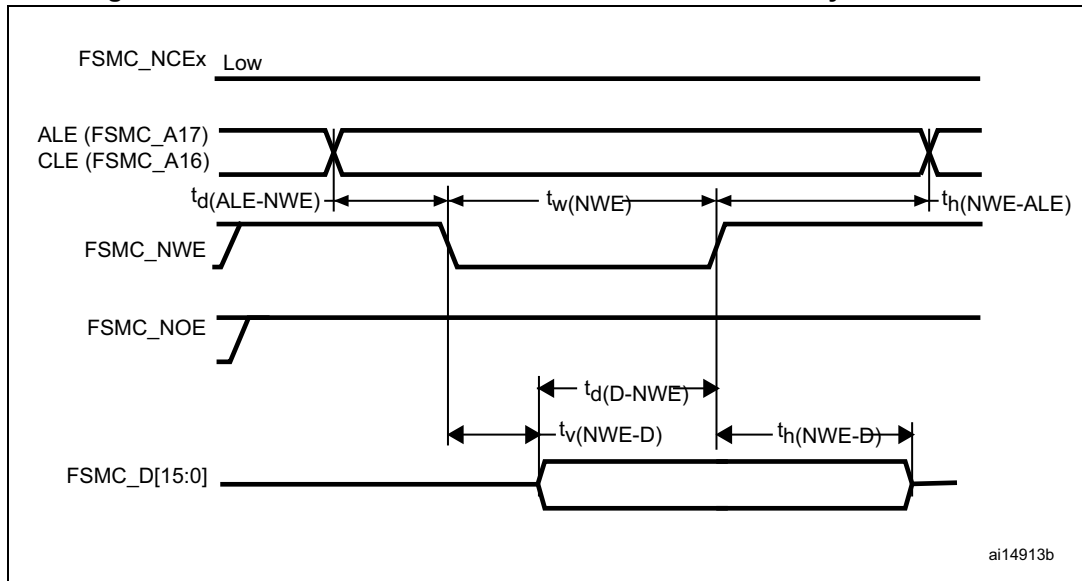 FSMC_NCEx Low
ALE (FSMC_A17)
CLE (FSMC_A16)
td(ALE-NWE) tw(NWE) th(NWE-ALE)
FSMC_NWE
FSMC_NOE
td(D-NWE)
tv(NWE-D) th(NWE-D)
FSMC_D[15:0]
ai14913b